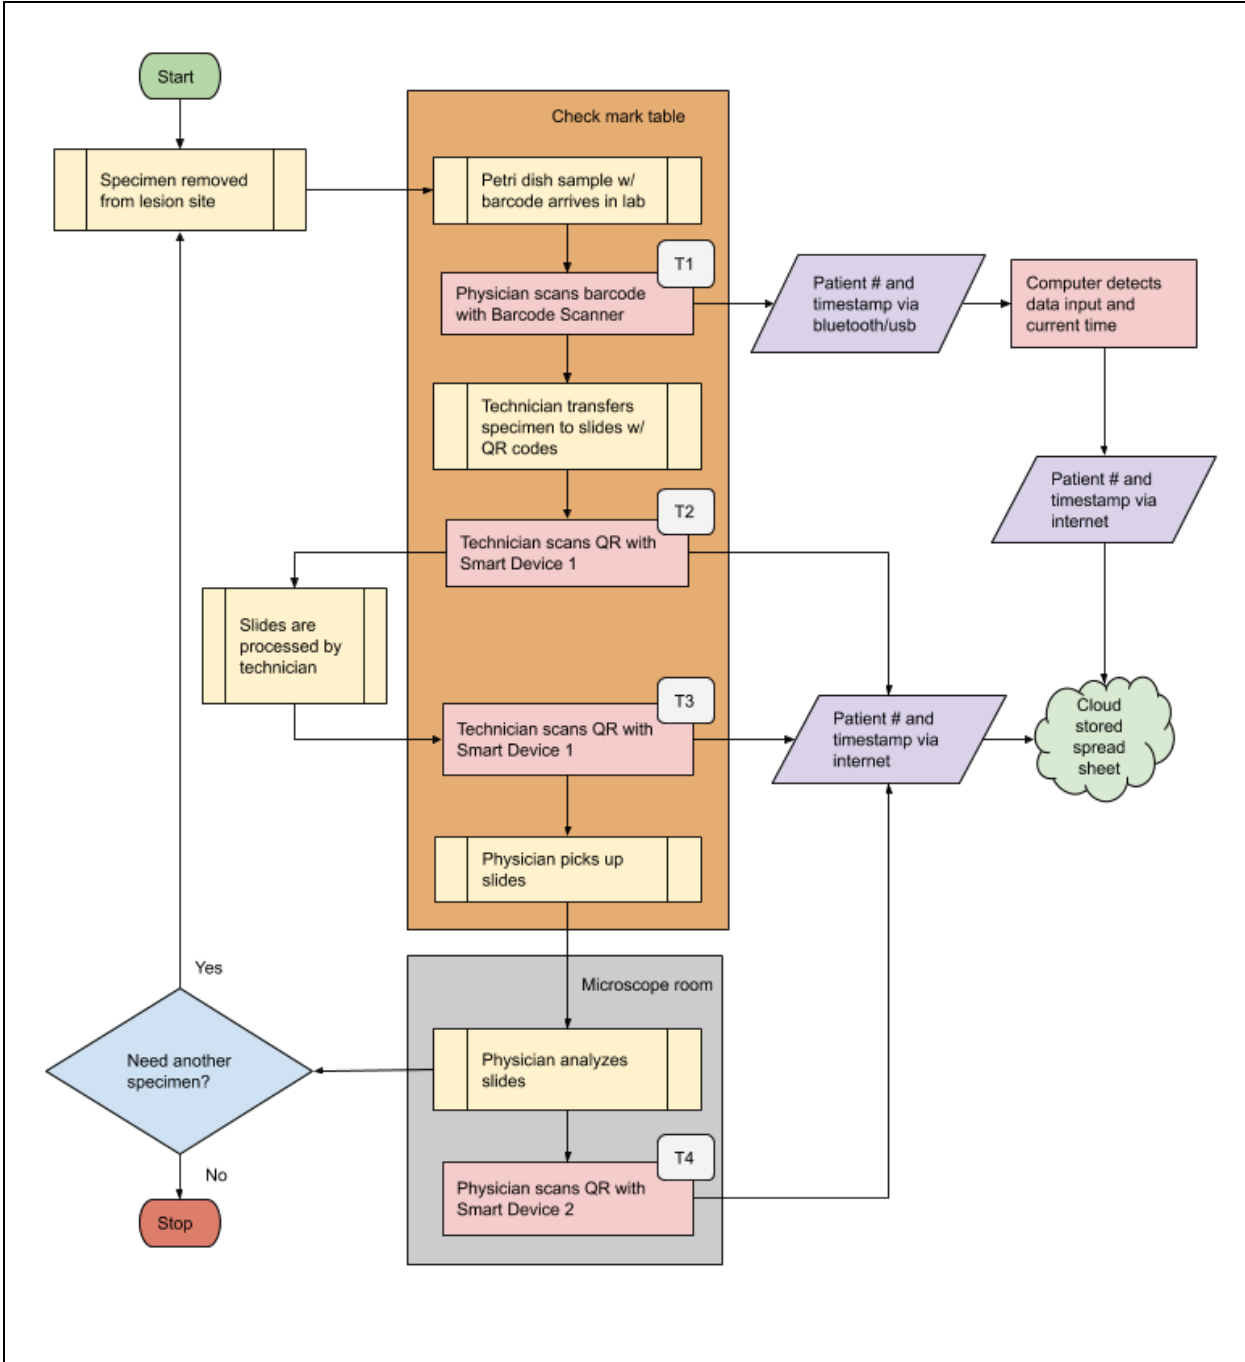 Start
Specimen removed
from lesion site
Check mark table
Petri dish sample w/
barcode arrives in lab
T1
Physician scans barcode
with Barcode Scanner
Patient # and
timestamp via
bluetooth/usb
Computer detects
data input and
current time
Technician transfers
specimen to slides w/
QR codes
Patient # and
timestamp via
internet
T2
Technician scans QR with
Smart Device 1
Slides are
processed by
technician
T3
Technician scans QR with
Smart Device 1
Patient # and
timestamp via
internet
Cloud
stored
spread
sheet
Physician picks up
slides
Microscope room
Physician analyzes
slides
Yes
Need another
specimen?
No
Stop
T4
Physician scans QR with
Smart Device 2